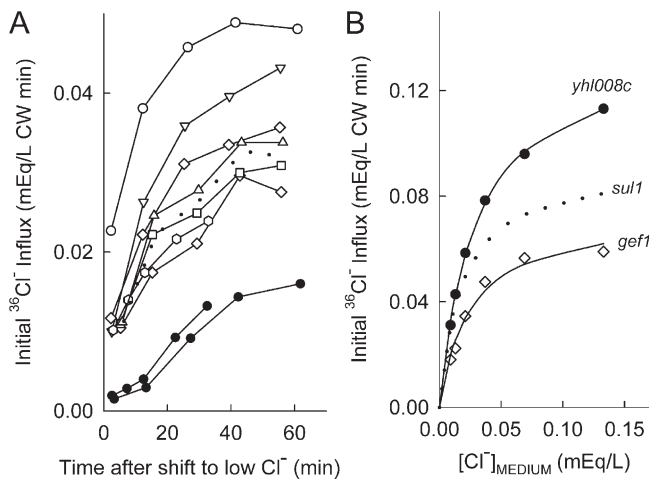 A
Initial ³⁶Cl⁻ Influx (mEq/L CW min)
0.04
0.02
0.00
0 20 40 60
Time after shift to low Cl⁻ (min)
B
Initial ³⁶Cl⁻ Influx (mEq/L CW min)
0.12
0.08
0.04
0.00
yhl008c
sul1
gef1
0.00 0.05 0.10 0.15
[Cl⁻]MEDIUM (mEq/L)